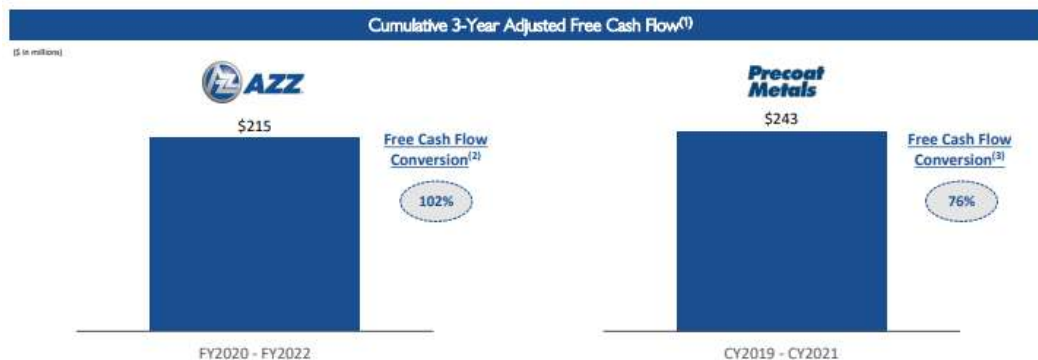 Cumulative 3-Year Adjusted Free Cash Flow(1)
($ in millions)
AZZ
$215
Free Cash Flow
Conversion(2)
102%
FY2020 - FY2022
Precoat
Metals
$243
Free Cash Flow
Conversion(3)
76%
CY2019 - CY2021